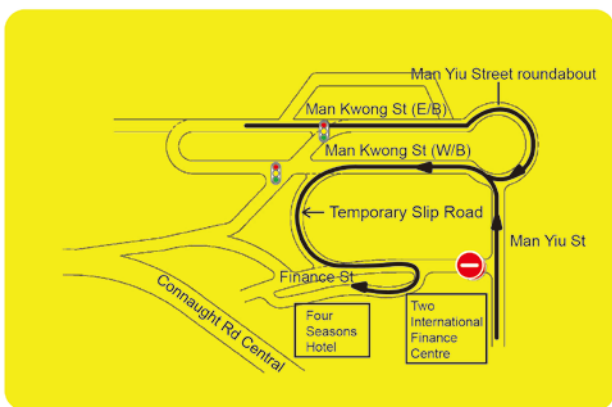 Man Yiu Street roundabout
Man Kwong St (E/B)
Man Kwong St (W/B)
Temporary Slip Road
Man Yiu St
Finance St
Connaught Rd Central
Four
Seasons
Hotel
Two
International
Finance
Centre